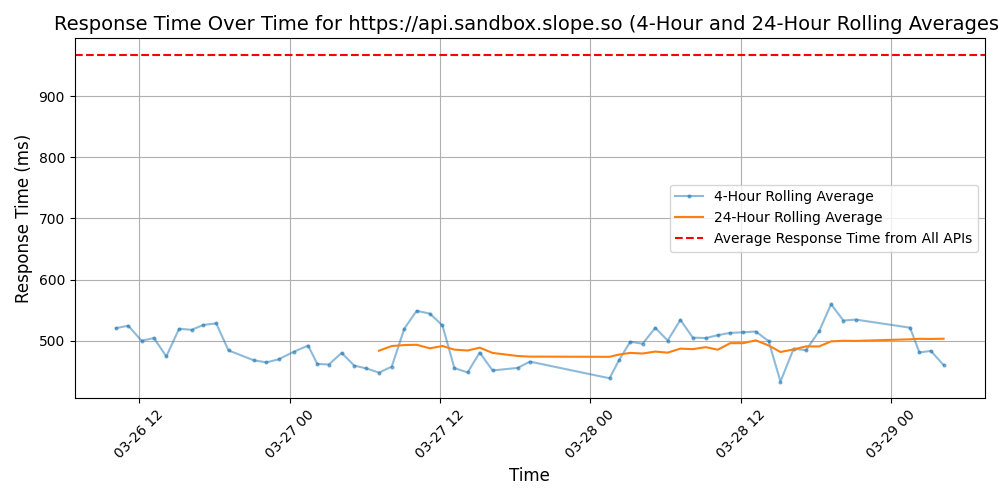 Response Time Over Time for https://api.sandbox.slope.so (4-Hour and 24-Hour Rolling Averages
Response Time (ms)
900
800
700
600
500
4-Hour Rolling Average
24-Hour Rolling Average
Average Response Time from All APIs
03-26 12
03-27 00
03-27 12
03-28 00
03-28 12
03-29 00
Time